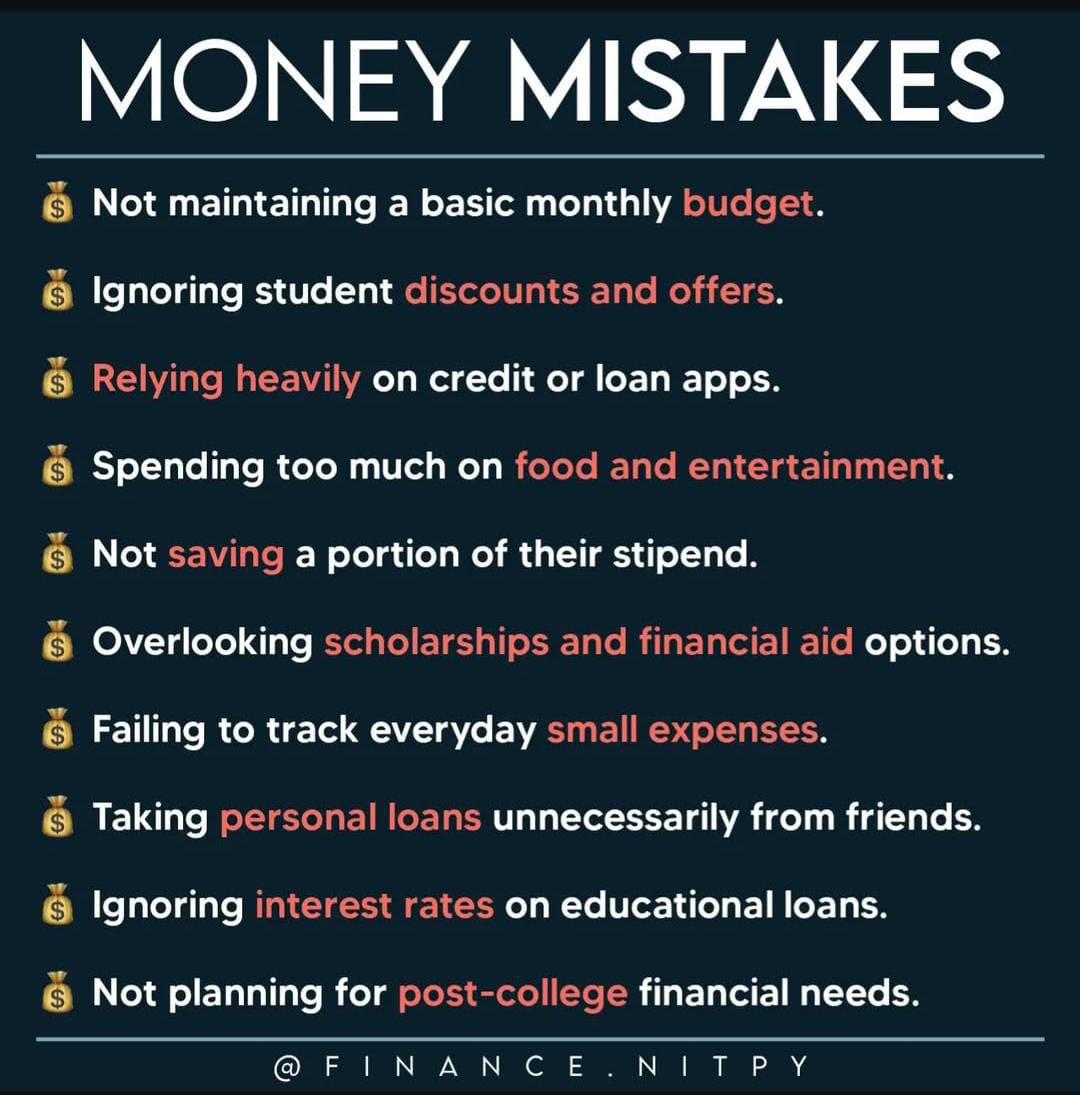 MONEY MISTAKES
Not maintaining a basic monthly budget.
Ignoring student discounts and offers.
Relying heavily on credit or loan apps.
Spending too much on food and entertainment.
Not saving a portion of their stipend.
Overlooking scholarships and financial aid options.
Failing to track everyday small expenses.
Taking personal loans unnecessarily from friends.
Ignoring interest rates on educational loans.
Not planning for post-college financial needs.
@FINANCE.NITPY